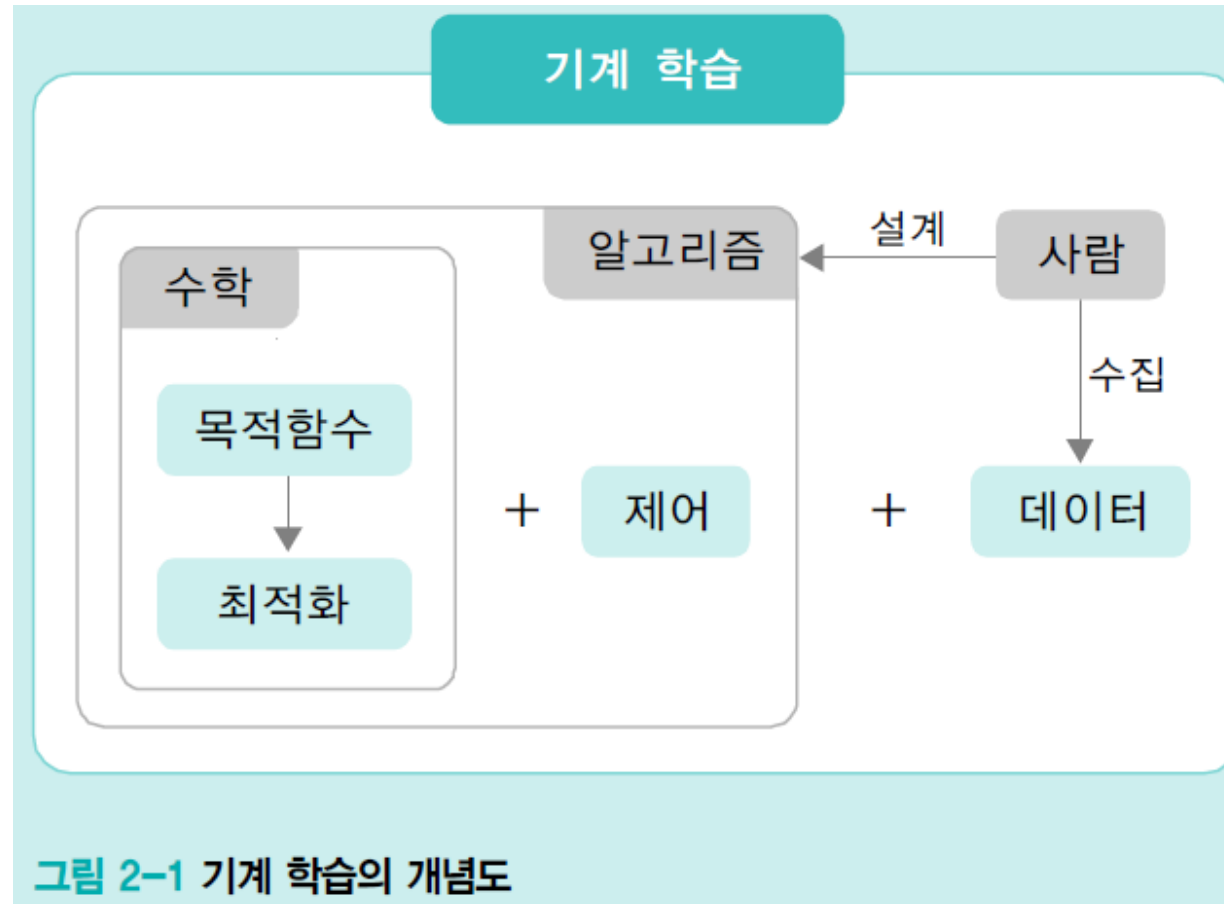 기계 학습
알고리즘
설계
사람
수학
수집
목적함수
+
제어
+
데이터
최적화
그림 2-1 기계 학습의 개념도